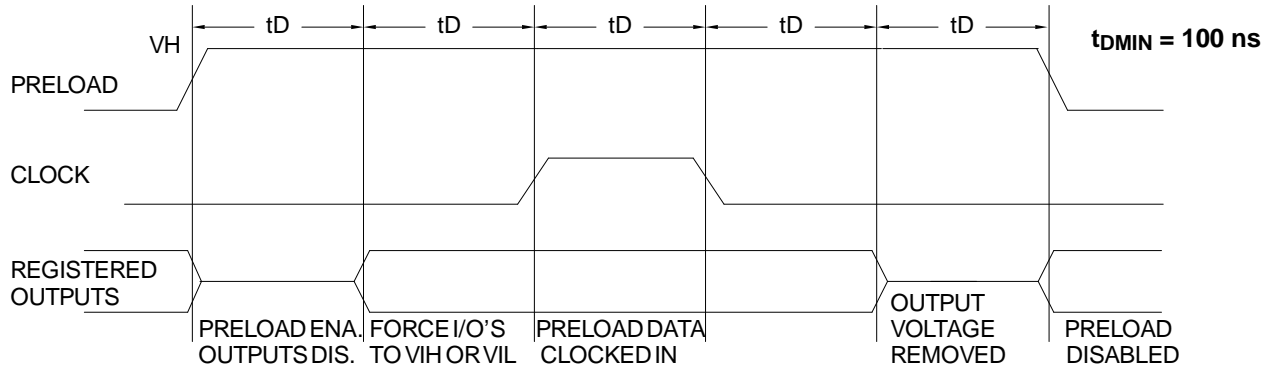 tD tD tD tD tD
VH
tDMIN = 100 ns
PRELOAD
CLOCK
REGISTERED
OUTPUTS
PRELOAD ENA.
OUTPUTS DIS.
FORCE I/O'S
TO VIH OR VIL
PRELOAD DATA
CLOCKED IN
OUTPUT
VOLTAGE
REMOVED
PRELOAD
DISABLED